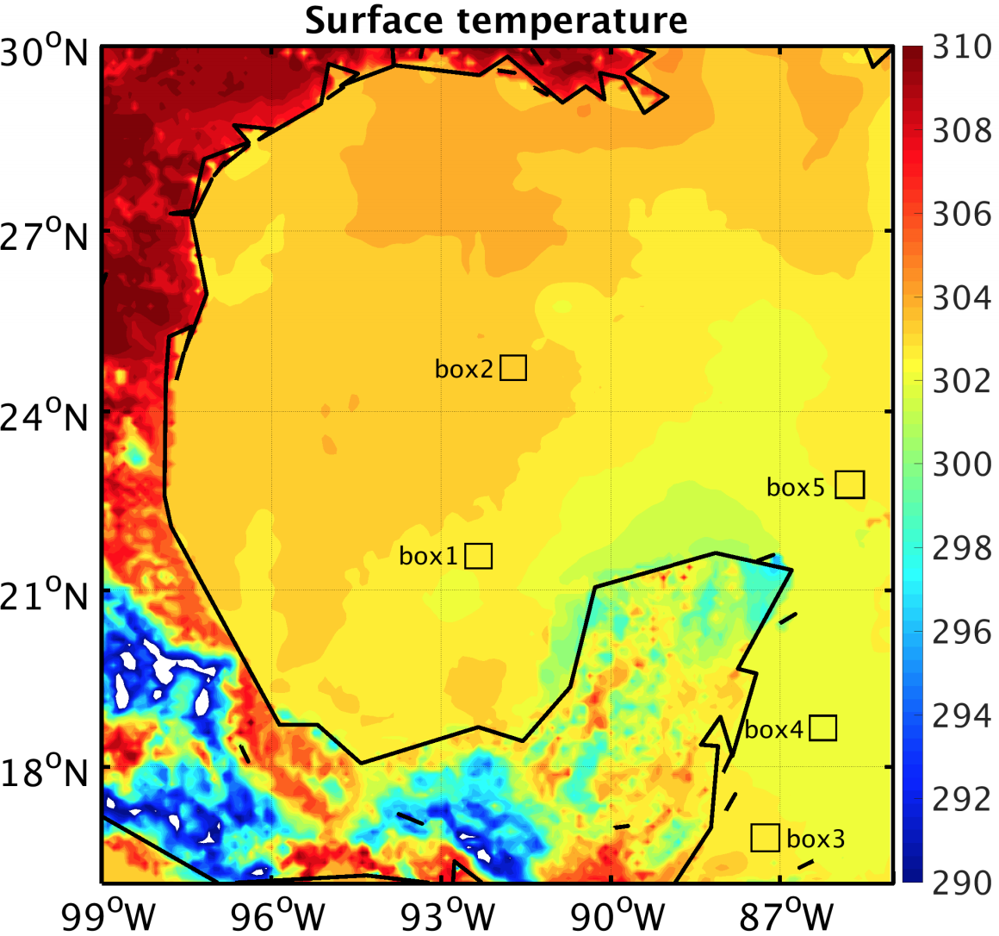 Surface temperature
30°N
27°N
24°N
21°N
18°N
99°W
96°W
93°W
90°W
87°W
box2
box5
box1
box4
box3
310
308
306
304
302
300
298
296
294
292
290